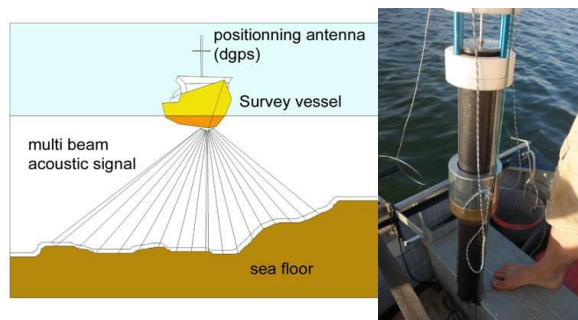 positionning antenna
(dgps)
Survey vessel
multi beam
acoustic signal
sea floor